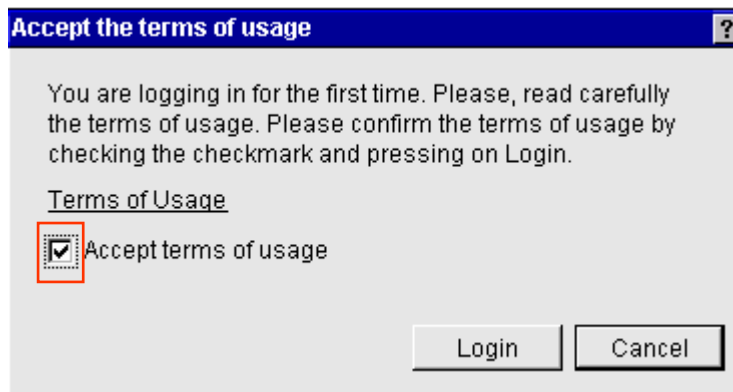 Accept the terms of usage ?
You are logging in for the first time. Please, read carefully
the terms of usage. Please confirm the terms of usage by
checking the checkmark and pressing on Login.
Terms of Usage
Accept terms of usage
Login Cancel